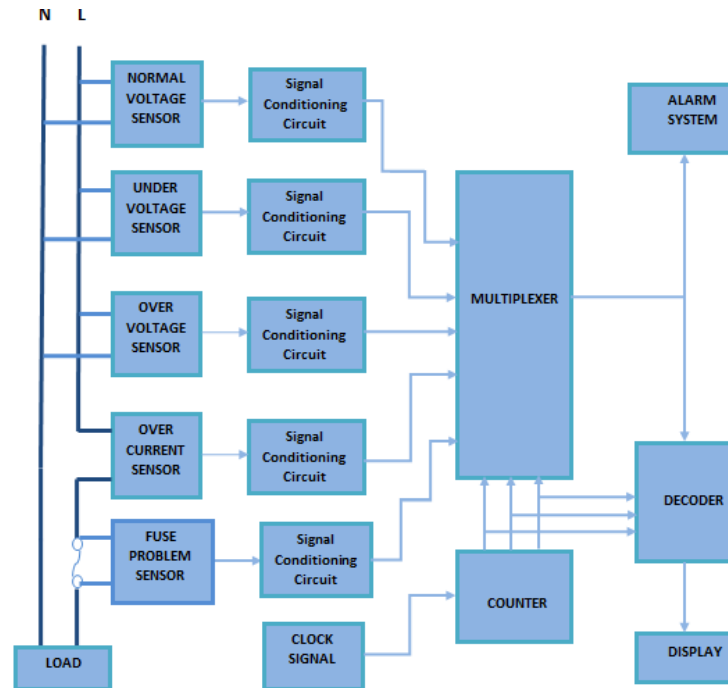 N L
NORMAL
VOLTAGE
SENSOR
Signal
Conditioning
Circuit
ALARM
SYSTEM
UNDER
VOLTAGE
SENSOR
Signal
Conditioning
Circuit
OVER
VOLTAGE
SENSOR
Signal
Conditioning
Circuit
MULTIPLEXER
OVER
CURRENT
SENSOR
Signal
Conditioning
Circuit
DECODER
FUSE
PROBLEM
SENSOR
Signal
Conditioning
Circuit
COUNTER
CLOCK
SIGNAL
LOAD
DISPLAY